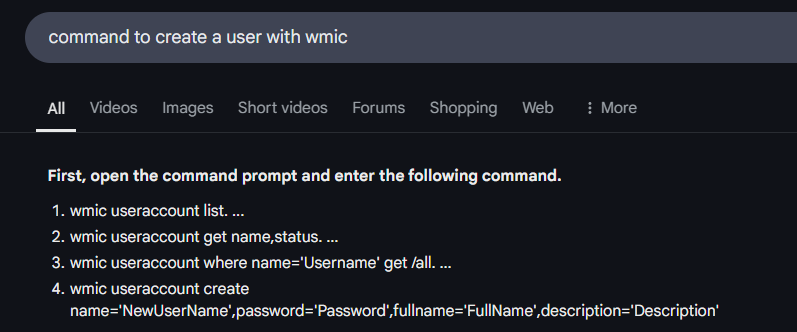 command to create a user with wmic
All Videos Images Short videos Forums Shopping Web ⋮ More
First, open the command prompt and enter the following command.
1. wmic useraccount list. ...
2. wmic useraccount get name,status. ...
3. wmic useraccount where name='Username' get /all. ...
4. wmic useraccount create
name='NewUserName',password='Password',fullname='FullName',description='Description'